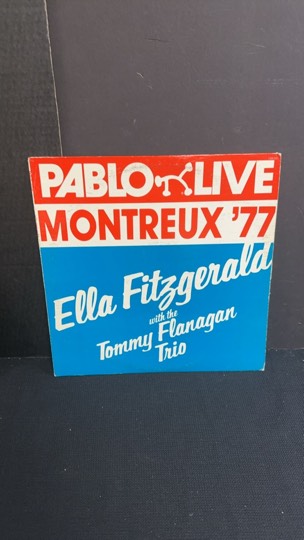 PABLO LIVE
MONTREUX '77
Ella Fitzgerald
with the
Tommy Flanagan
Trio